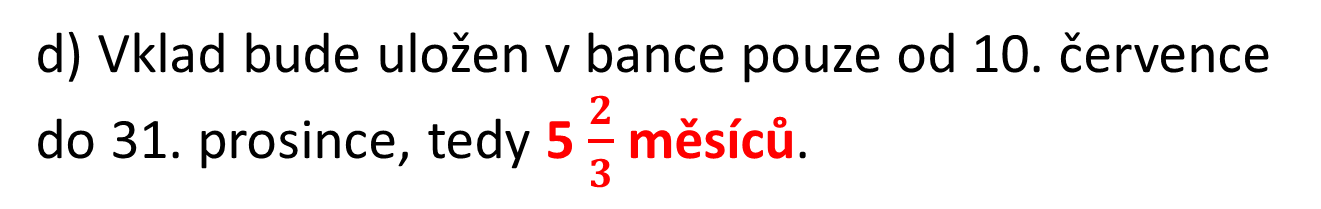 d) Vklad bude uložen v bance pouze od 10. července
do 31. prosince, tedy 5 2/3 měsíců.